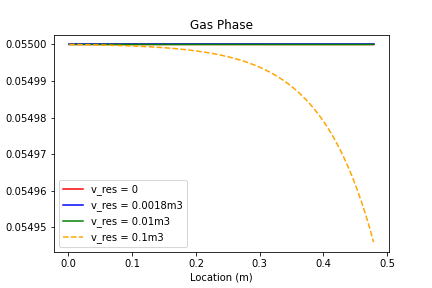 Gas Phase
0.05500
0.05499
0.05498
0.05497
0.05496
0.05495
v_res = 0
v_res = 0.0018m3
v_res = 0.01m3
v_res = 0.1m3
0.0 0.1 0.2 0.3 0.4 0.5
Location (m)